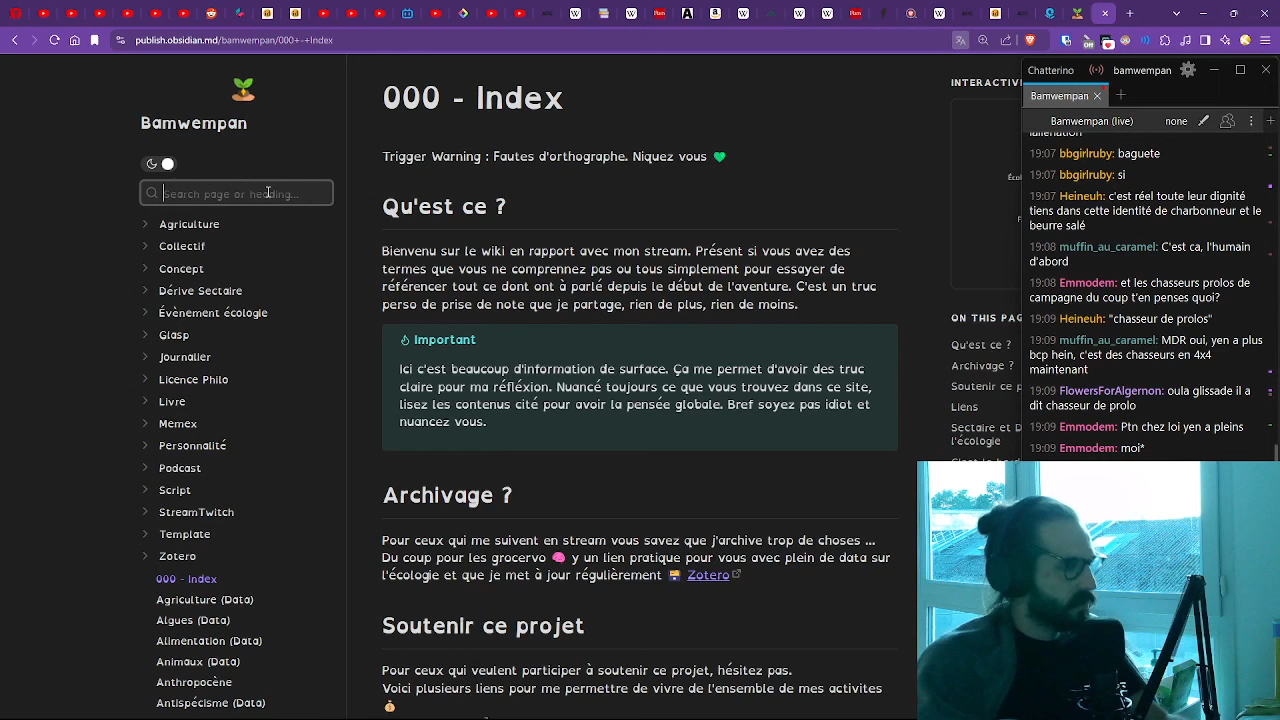 publish.obsidian.md/bamwempan/000+-+Index
Bamwempan
Search page or heading...
Agriculture
Collectif
Concept
Dérive Sectaire
Évènement écologie
Glasp
Journalier
Licence Philo
Livre
Memex
Personnalité
Podcast
Script
StreamTwitch
Template
Zotero
000 - Index
Agriculture (Data)
Algues (Data)
Alimentation (Data)
Animaux (Data)
Anthropocène
Antispécisme (Data)
000 - Index
Trigger Warning : Fautes d'orthographe. Niquez vous 💚
Qu'est ce ?
Bienvenu sur le wiki en rapport avec mon stream. Présent si vous avez des
termes que vous ne comprennez pas ou tous simplement pour essayer de
référencer tout ce dont ont à parlé depuis le début de l'aventure. C'est un truc
perso de prise de note que je partage, rien de plus, rien de moins.
Important
Ici c'est beaucoup d'information de surface. Ça me permet d'avoir des truc
claire pour ma réfléxion. Nuancé toujours ce que vous trouvez dans ce site,
lisez les contenus cité pour avoir la pensée globale. Bref soyez pas idiot et
nuancez vous.
Archivage ?
Pour ceux qui me suivent en stream vous savez que j'archive trop de choses ...
Du coup pour les grocervo 🧠 y un lien pratique pour vous avec plein de data sur
l'écologie et que je met à jour régulièrement Zotero
Soutenir ce projet
Pour ceux qui veulent participer à soutenir ce projet, hésitez pas.
Voici plusieurs liens pour me permettre de vivre de l'ensemble de mes activites
💰
INTERACTIV
Écol
F
ON THIS PAG
Qu'est ce ?
Archivage ?
Soutenir ce p
Liens
Sectaire et D
l'écologie
Chatterino
bamwempan
Bamwempan
Bamwempan (live)
none
19:07 bbgirlruby: baguete
19:07 bbgirlruby: si
19:07 Heineuh: c'est réel toute leur dignité
tiens dans cette identité de charbonneur et le
beurre salé
19:08 muffin_au_caramel: C'est ca, l'humain
d'abord
19:08 Emmodem: et les chasseurs prolos de
campagne du coup t'en penses quoi?
19:09 Heineuh: "chasseur de prolos"
19:09 muffin_au_caramel: MDR oui, yen a plus
bcp hein, c'est des chasseurs en 4x4
maintenant
19:09 FlowersForAlgernon: oula glissade il a
dit chasseur de prolo
19:09 Emmodem: Ptn chez loi yen a pleins
19:09 Emmodem: moi*